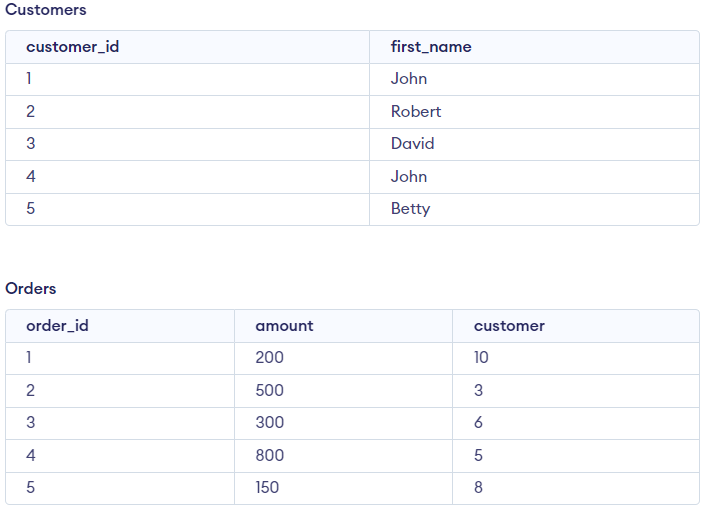 Customers
customer_id first_name
1 John
2 Robert
3 David
4 John
5 Betty
Orders
order_id amount customer
1 200 10
2 500 3
3 300 6
4 800 5
5 150 8